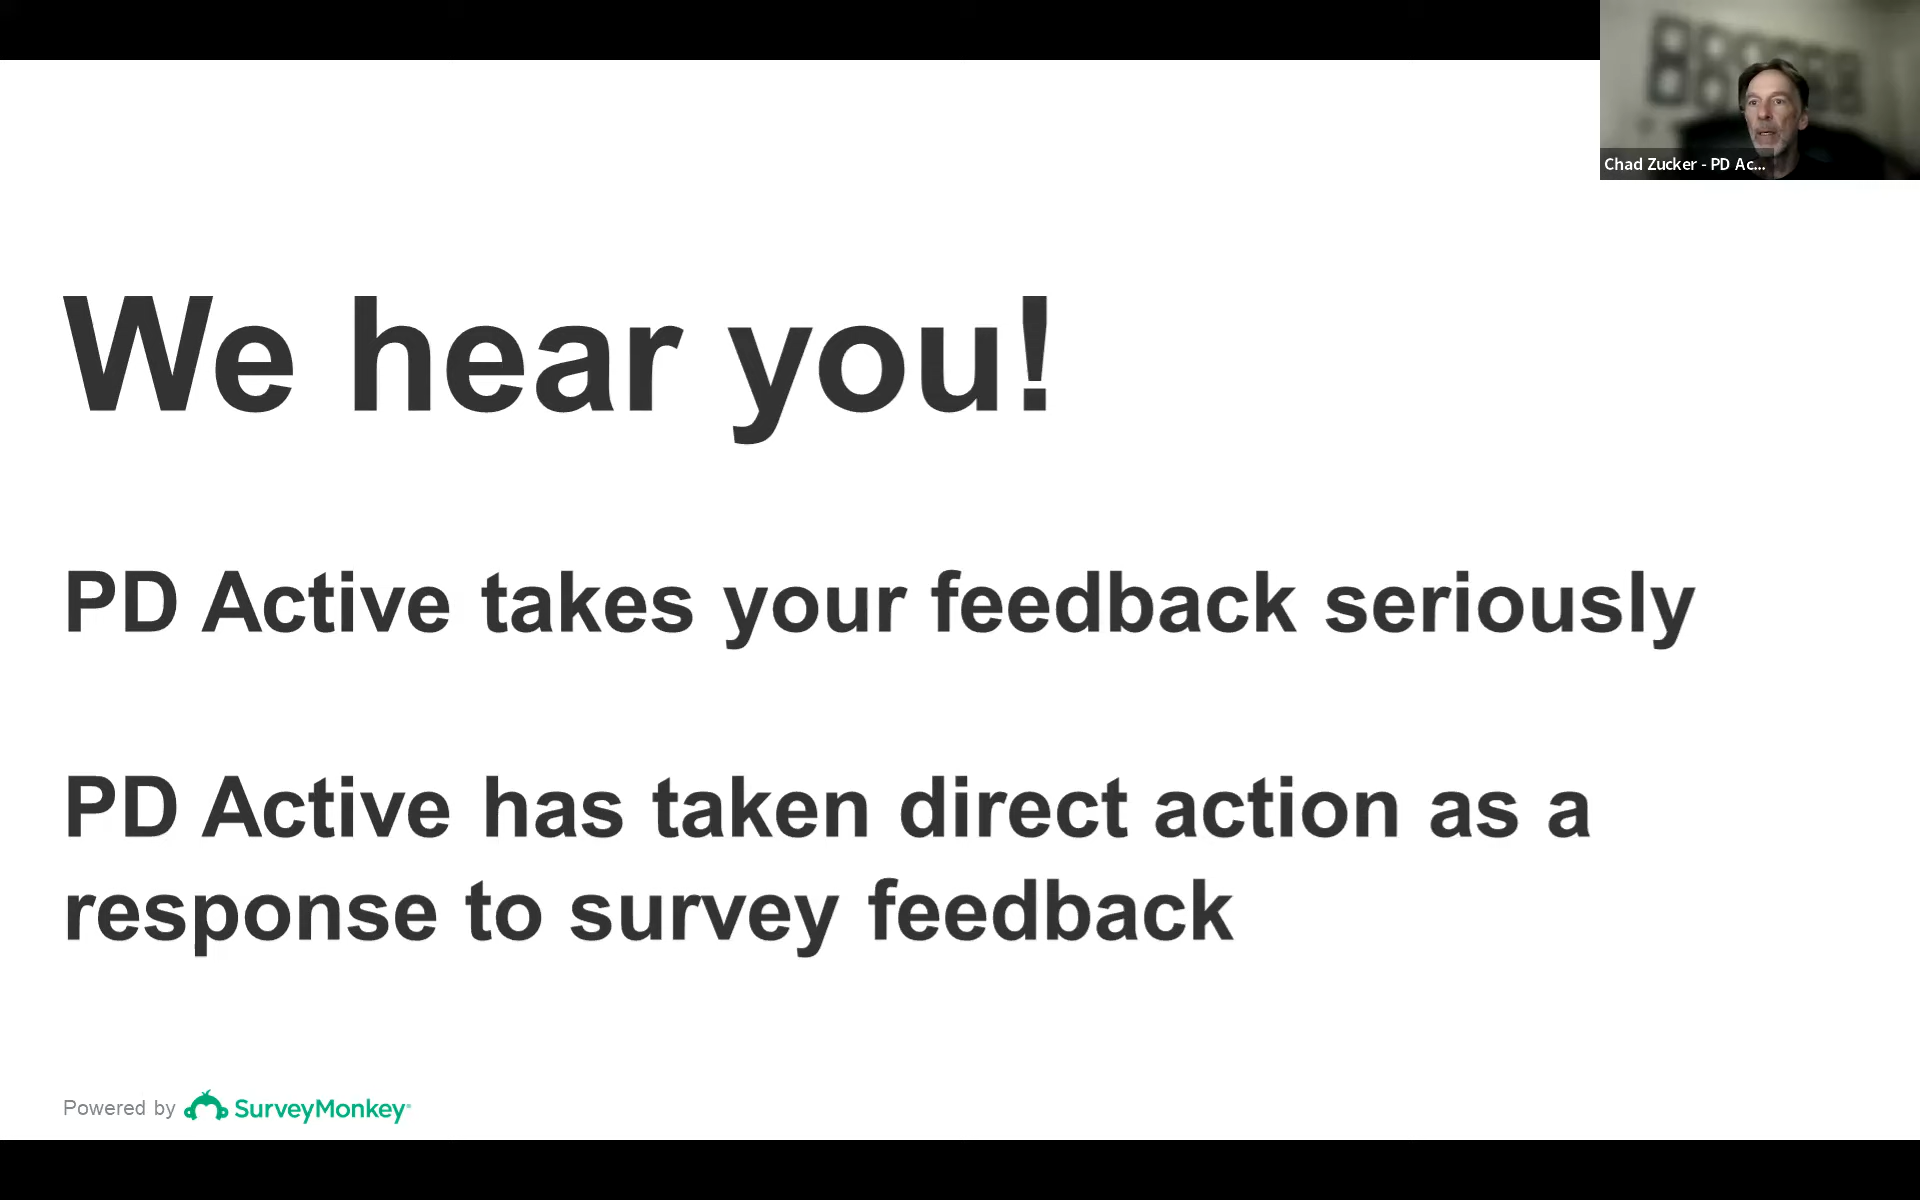 Chad Zucker - PD Ac...
We hear you!
PD Active takes your feedback seriously
PD Active has taken direct action as a
response to survey feedback
Powered by SurveyMonkey®